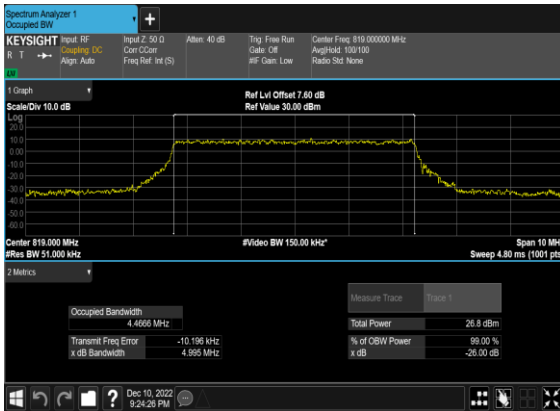 Spectrum Analyzer 1
Occupied BW
+
KEYSIGHT Input: RF Input Z: 50 Ω Atten: 40 dB Trig: Free Run Center Freq: 819.000000 MHz
R T Coupling: DC Corr CCorr Gate: Off Avg|Hold: 100/100
Align: Auto Freq Ref: Int (S) #IF Gain: Low Radio Std: None
LXI
1 Graph
Ref Lvl Offset 7.60 dB
Scale/Div 10.0 dB Ref Value 30.00 dBm
Log
20.0
10.0
0.00
-10.0
-20.0
-30.0
-40.0
-50.0
-60.0
Center 819.000 MHz #Video BW 150.00 kHz* Span 10 MH
#Res BW 51.000 kHz Sweep 4.80 ms (1001 pts
2 Metrics
Measure Trace Trace 1
Occupied Bandwidth
4.4666 MHz
Total Power 26.8 dBm
Transmit Freq Error -10.196 kHz % of OBW Power 99.00 %
x dB Bandwidth 4.995 MHz x dB -26.00 dB
? Dec 10, 2022
9:24:26 PM